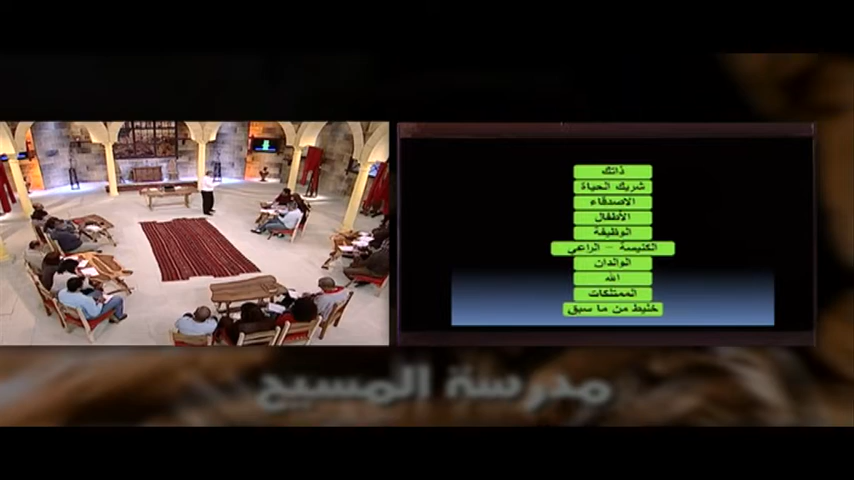 ذاتك
شريك الحياة
الاصدقاء
الأطفال
الوظيفة
الكنيسة - الراعي
الوالدان
الله
الممتلكات
خليط من ما سبق
مدرسة المسيح